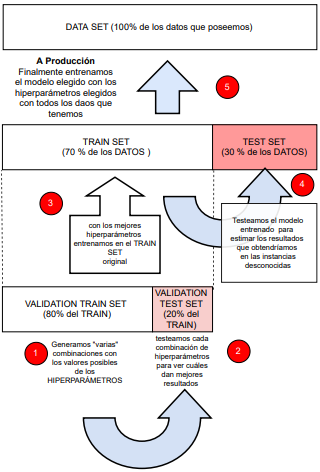 DATA SET (100% de los datos que poseemos)
A Producción
Finalmente entrenamos
el modelo elegido con los
hiperparámetros elegidos
con todos los daos que
tenemos
5
TRAIN SET
(70 % de los DATOS )
TEST SET
(30 % de los DATOS)
3
4
con los mejores
hiperparámetros
entrenamos en el TRAIN
SET
original
Testeamos el modelo
entrenado para
estimar los resultados
que obtendríamos
en las instancias
desconocidas
VALIDATION TRAIN SET
(80% del TRAIN)
VALIDATION
TEST SET
(20% del
TRAIN)
1
Generamos "varias"
combinaciones con
los valores posibles
de los
HIPERPARÁMETROS
testeamos cada
combinación de
hiperparámetros
para ver cuáles
dan mejores
resultados
2